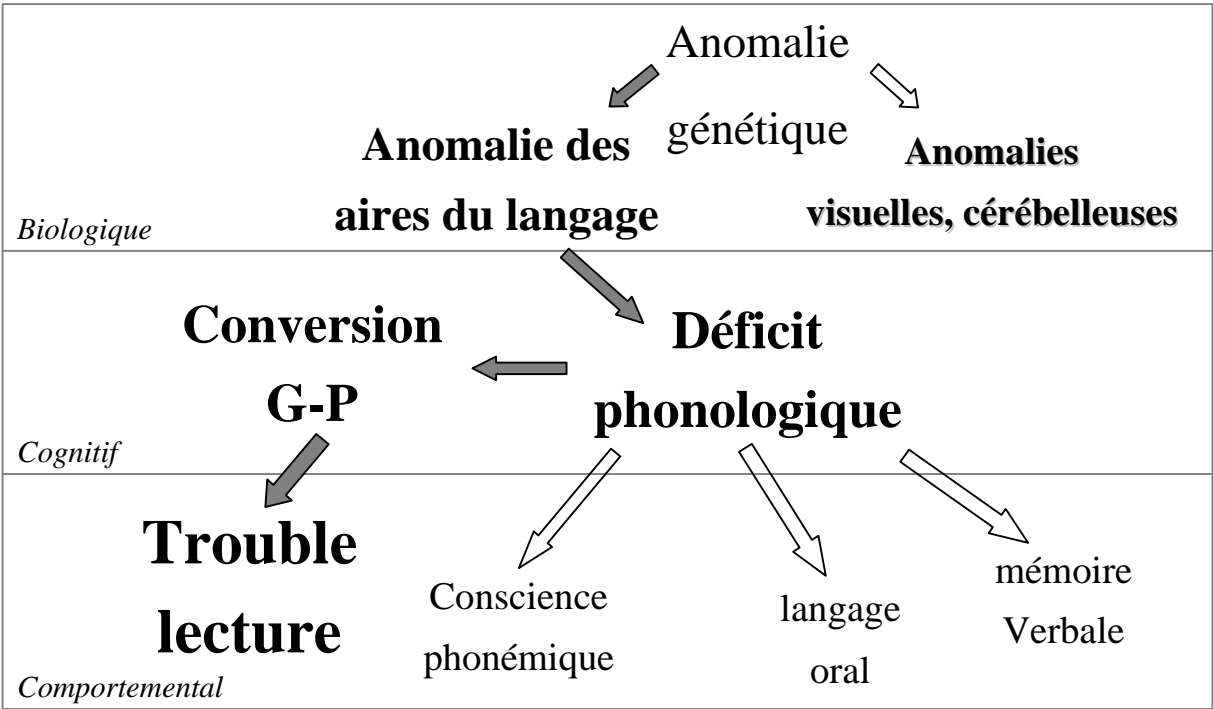 Anomalie
génétique
Anomalie des
aires du langage
Anomalies
visuelles, cérébelleuses
Biologique
Conversion
G-P
Déficit
phonologique
Cognitif
Trouble
lecture
Conscience
phonémique
langage
oral
mémoire
Verbale
Comportemental